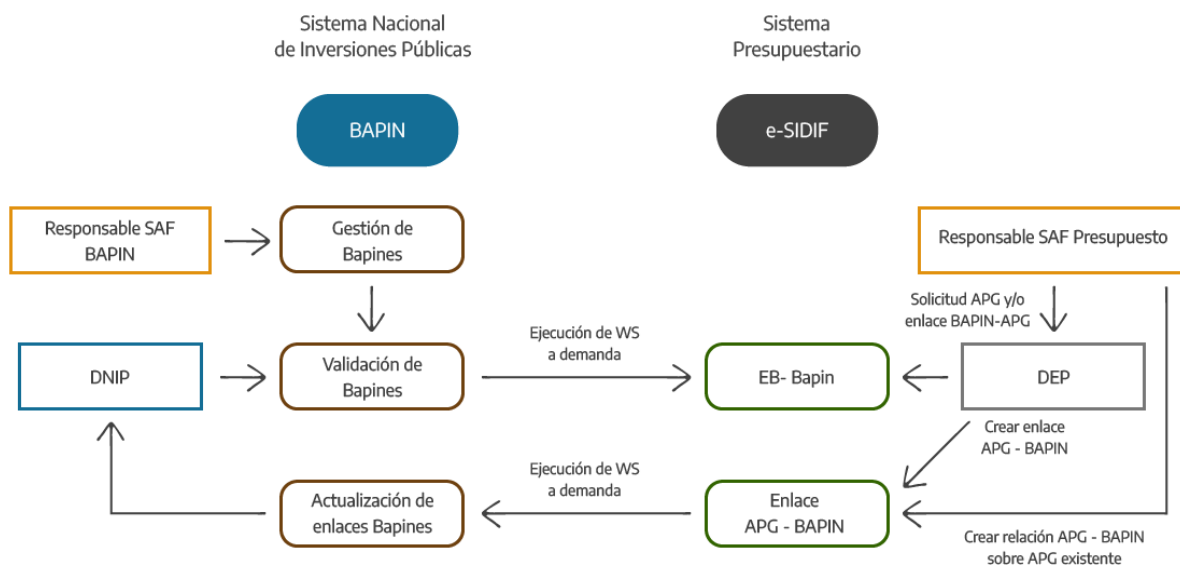 Sistema Nacional
de Inversiones Públicas
Sistema
Presupuestario
BAPIN
e-SIDIF
Responsable SAF
BAPIN
Gestión de
Bapines
Responsable SAF Presupuesto
Solicitud APG y/o
enlace BAPIN-APG
DNIP
Validación de
Bapines
Ejecución de WS
a demanda
EB- Bapin
DEP
Crear enlace
APG - BAPIN
Actualización de
enlaces Bapines
Ejecución de WS
a demanda
Enlace
APG - BAPIN
Crear relación APG - BAPIN
sobre APG existente